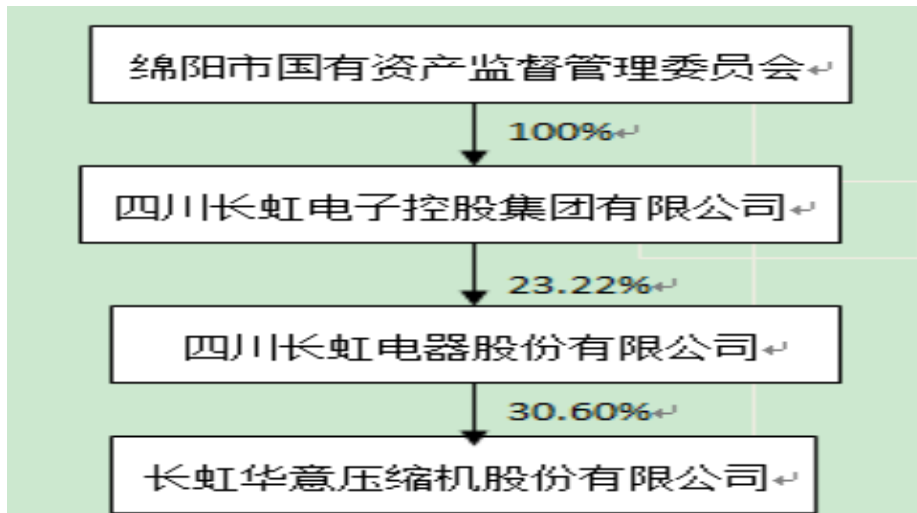 绵阳市国有资产监督管理委员会↵
100%↵
四川长虹电子控股集团有限公司↵
23.22%↵
四川长虹电器股份有限公司↵
30.60%↵
长虹华意压缩机股份有限公司↵